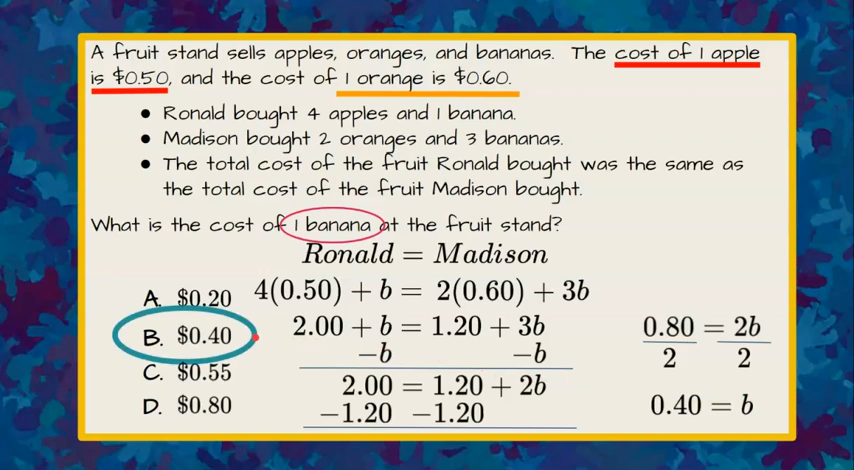 A fruit stand sells apples, oranges, and bananas. The cost of 1 apple
is $0.50, and the cost of 1 orange is $0.60.
• Ronald bought 4 apples and 1 banana.
• Madison bought 2 oranges and 3 bananas.
• The total cost of the fruit Ronald bought was the same as
the total cost of the fruit Madison bought.
What is the cost of 1 banana at the fruit stand?
Ronald = Madison
A. $0.20
B. $0.40
C. $0.55
D. $0.80
4(0.50) + b = 2(0.60) + 3b
2.00 + b = 1.20 + 3b
−b −b
2.00 = 1.20 + 2b
−1.20 −1.20
0.80 = 2b
2 2
0.40 = b